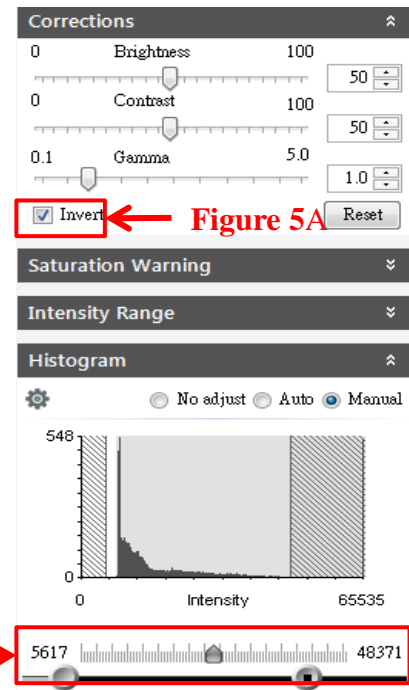 Corrections
0 Brightness 100
50
0 Contrast 100
50
0.1 Gamma 5.0
1.0
Invert Figure 5A Reset
Saturation Warning
Intensity Range
Histogram
No adjust Auto Manual
548
0
0 Intensity 65535
5617 48371